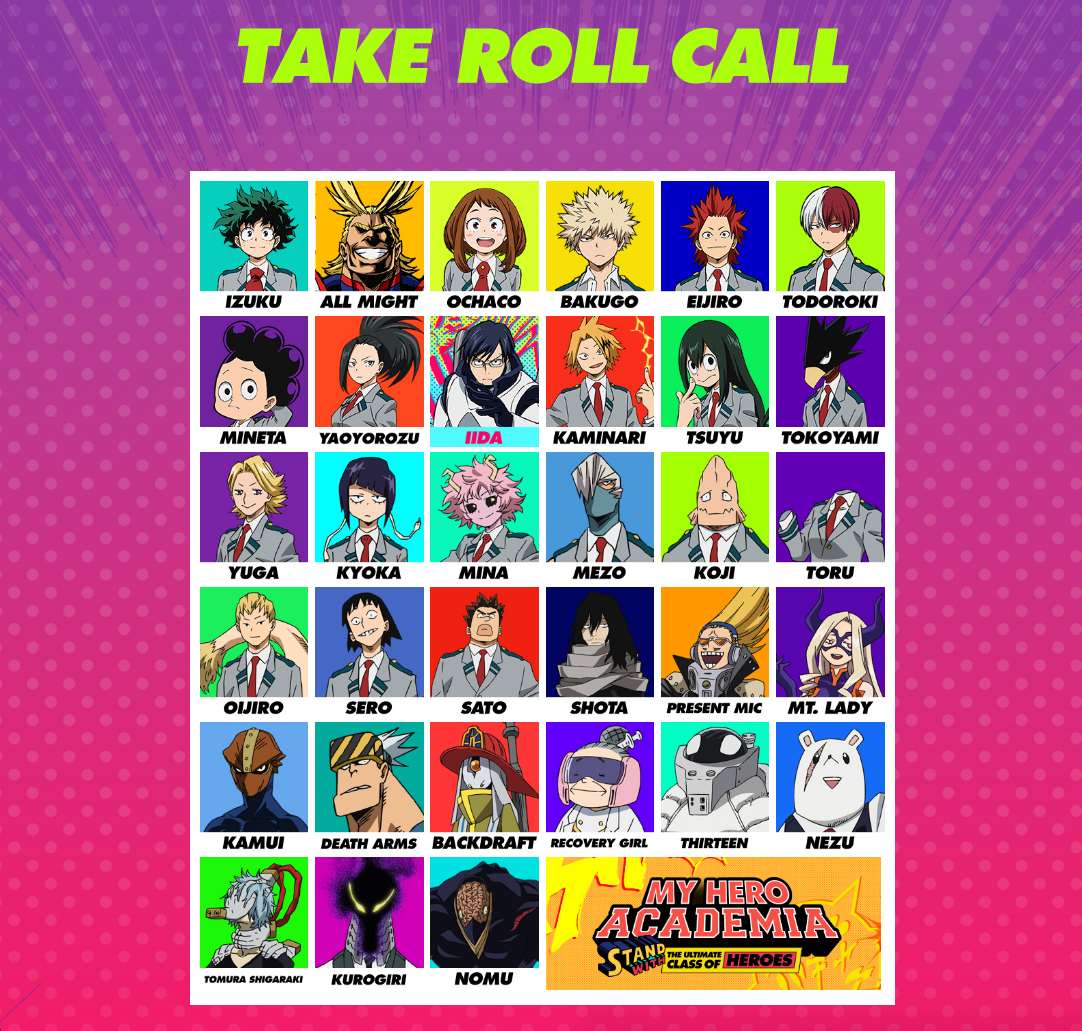 TAKE ROLL CALL
IZUKU
ALL MIGHT
OCHACO
BAKUGO
EIJIRO
TODOROKI
MINETA
YAOYOROZU
IIDA
KAMINARI
TSUYU
TOKOYAMI
YUGA
KYOKA
MINA
MEZO
KOJI
TORU
OIJIRO
SERO
SATO
SHOTA
PRESENT MIC
MT. LADY
KAMUI
DEATH ARMS
BACKDRAFT
RECOVERY GIRL
THIRTEEN
NEZU
TOMURA SHIGARAKI
KUROGIRI
NOMU
MY HERO
ACADEMIA
STAND
WITH
THE ULTIMATE
CLASS OF HEROES